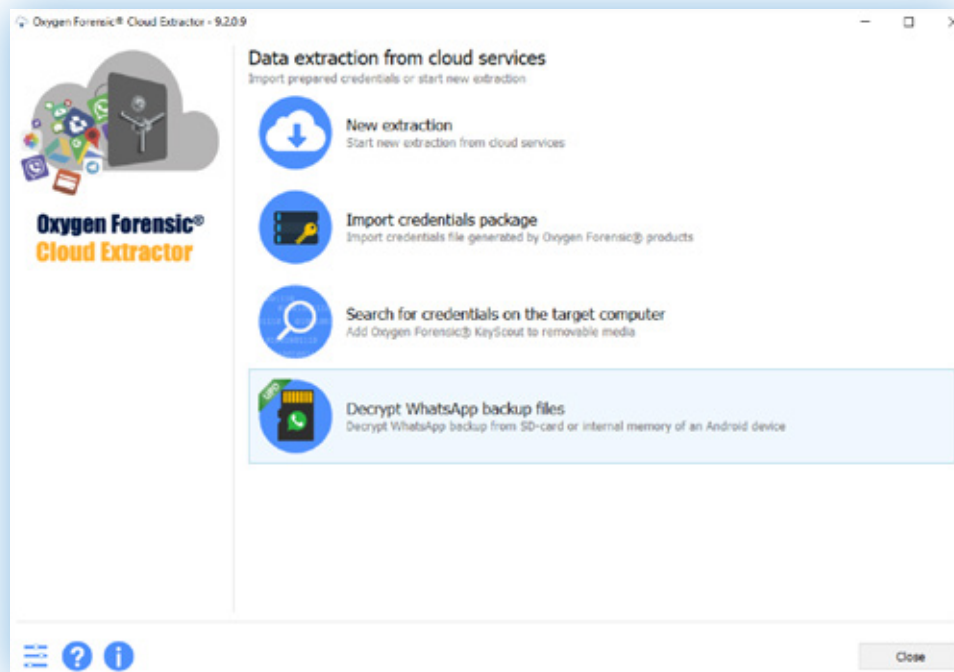 Oxygen Forensic® Cloud Extractor - 9.2.0.9
Data extraction from cloud services
Import prepared credentials or start new extraction
New extraction
Start new extraction from cloud services
Oxygen Forensic®
Cloud Extractor
Import credentials package
Import credentials file generated by Oxygen Forensic® products
Search for credentials on the target computer
Add Oxygen Forensic® KeyScout to removable media
Decrypt WhatsApp backup files
Decrypt WhatsApp backup from SD-card or internal memory of an Android device
Close